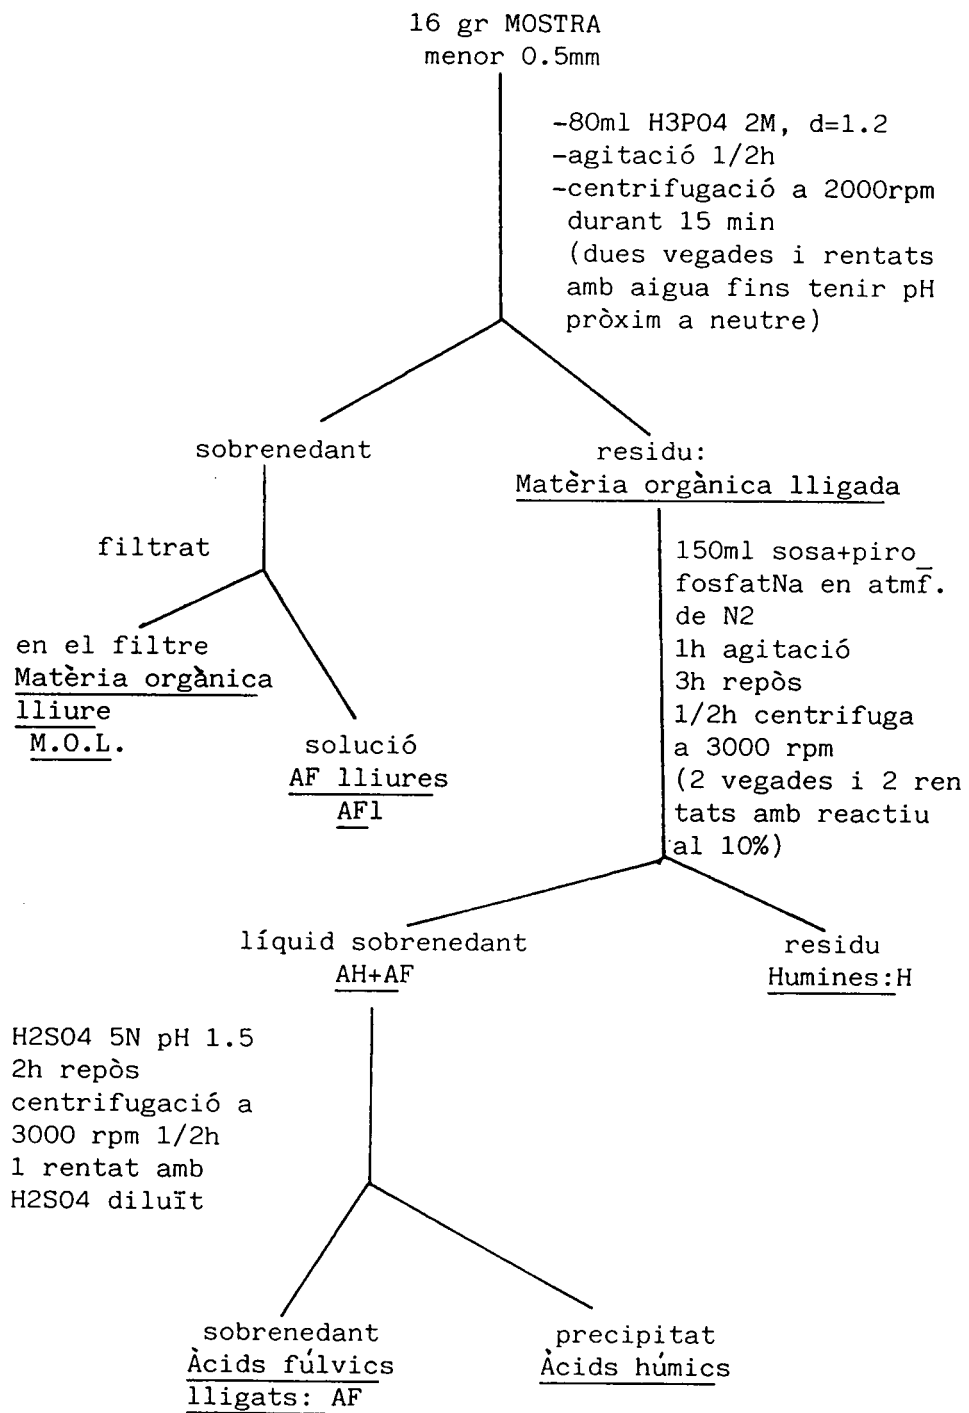 16 gr MOSTRA
menor 0.5mm
-80ml H3PO4 2M, d=1.2
-agitació 1/2h
-centrifugació a 2000rpm
durant 15 min
(dues vegades i rentats
amb aigua fins tenir pH
pròxim a neutre)
sobrenedant
residu:
Matèria orgànica lligada
filtrat
en el filtre
Matèria orgànica
lliure
M.O.L.
solució
AF lliures
AFl
150ml sosa+piro_
fosfatNa en atmf.
de N2
1h agitació
3h repòs
1/2h centrifuga
a 3000 rpm
(2 vegades i 2 ren
tats amb reactiu
al 10%)
líquid sobrenedant
AH+AF
residu
Humines:H
H2SO4 5N pH 1.5
2h repòs
centrifugació a
3000 rpm 1/2h
1 rentat amb
H2SO4 diluït
sobrenedant
Àcids fúlvics
lligats: AF
precipitat
Àcids húmics